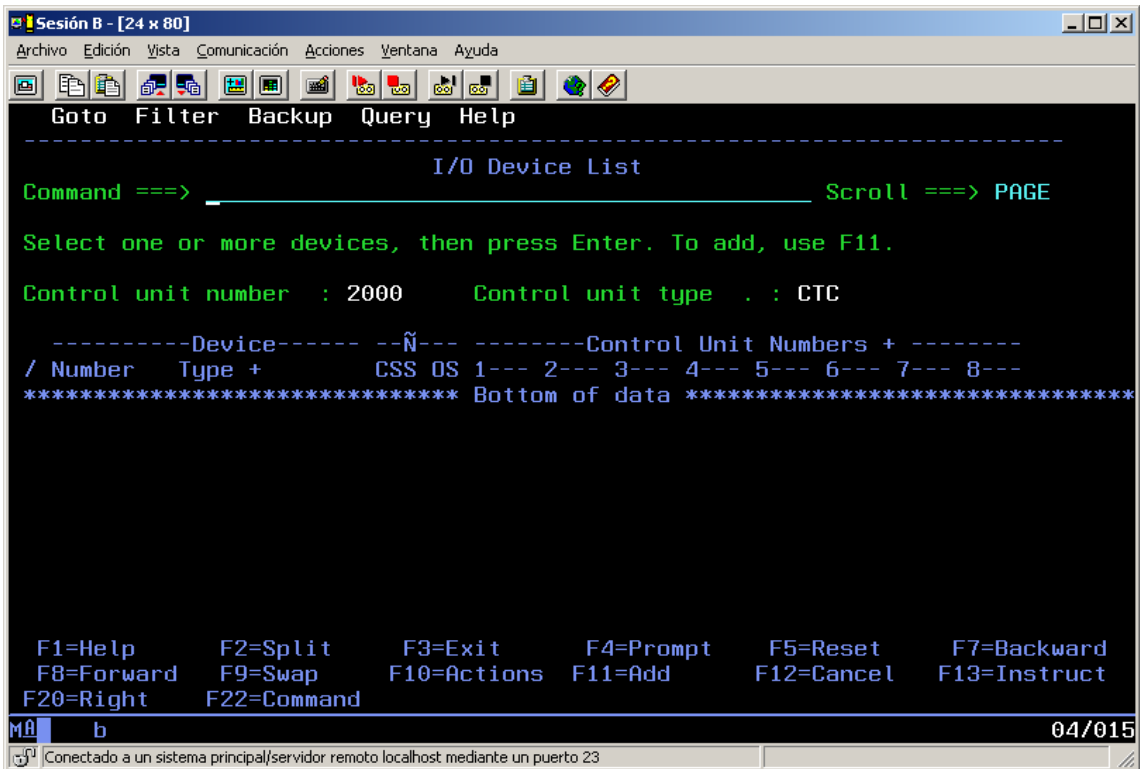 Sesión B - [24 x 80]
Archivo Edición Vista Comunicación Acciones Ventana Ayuda
Goto Filter Backup Query Help
--------------------------------------------------------------------------
I/O Device List
Command ===> ___________________________________________ Scroll ===> PAGE
Select one or more devices, then press Enter. To add, use F11.
Control unit number : 2000 Control unit type . : CTC
----------Device------ --Ñ--- --------Control Unit Numbers + --------
/ Number Type + CSS OS 1--- 2--- 3--- 4--- 5--- 6--- 7--- 8---
******************************* Bottom of data ********************************
F1=Help F2=Split F3=Exit F4=Prompt F5=Reset F7=Backward
F8=Forward F9=Swap F10=Actions F11=Add F12=Cancel F13=Instruct
F20=Right F22=Command
MA b 04/015
Conectado a un sistema principal/servidor remoto localhost mediante un puerto 23